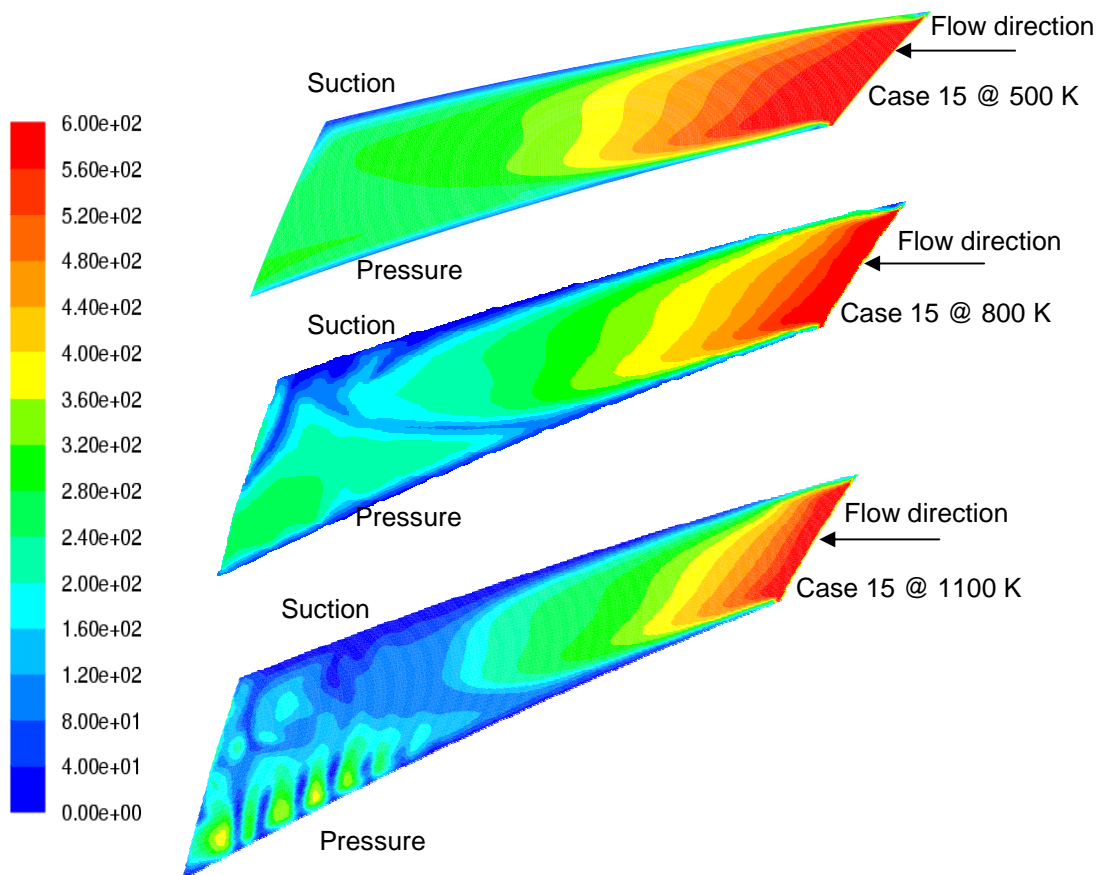 Flow direction
Suction
Case 15 @ 500 K
6.00e+02
5.60e+02
5.20e+02
4.80e+02
4.40e+02
4.00e+02
3.60e+02
3.20e+02
2.80e+02
2.40e+02
2.00e+02
1.60e+02
1.20e+02
8.00e+01
4.00e+01
0.00e+00
Pressure
Flow direction
Suction
Case 15 @ 800 K
Pressure
Flow direction
Suction
Case 15 @ 1100 K
Pressure